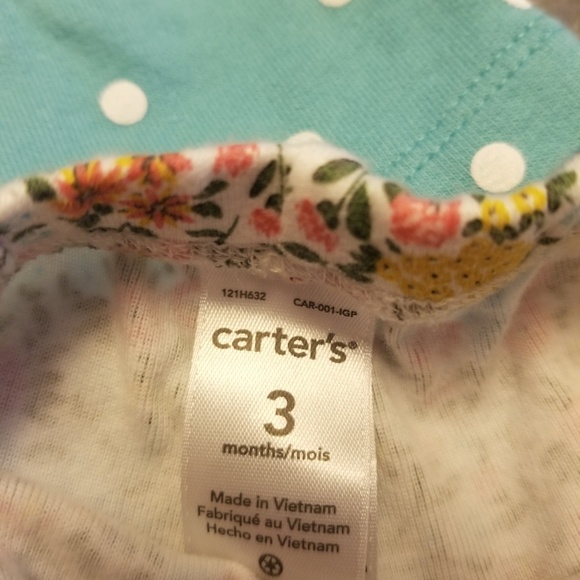 121H632 CAR-001-IGP
carter's®
3
months/mois
Made in Vietnam
Fabriqué au Vietnam
Hecho en Vietnam